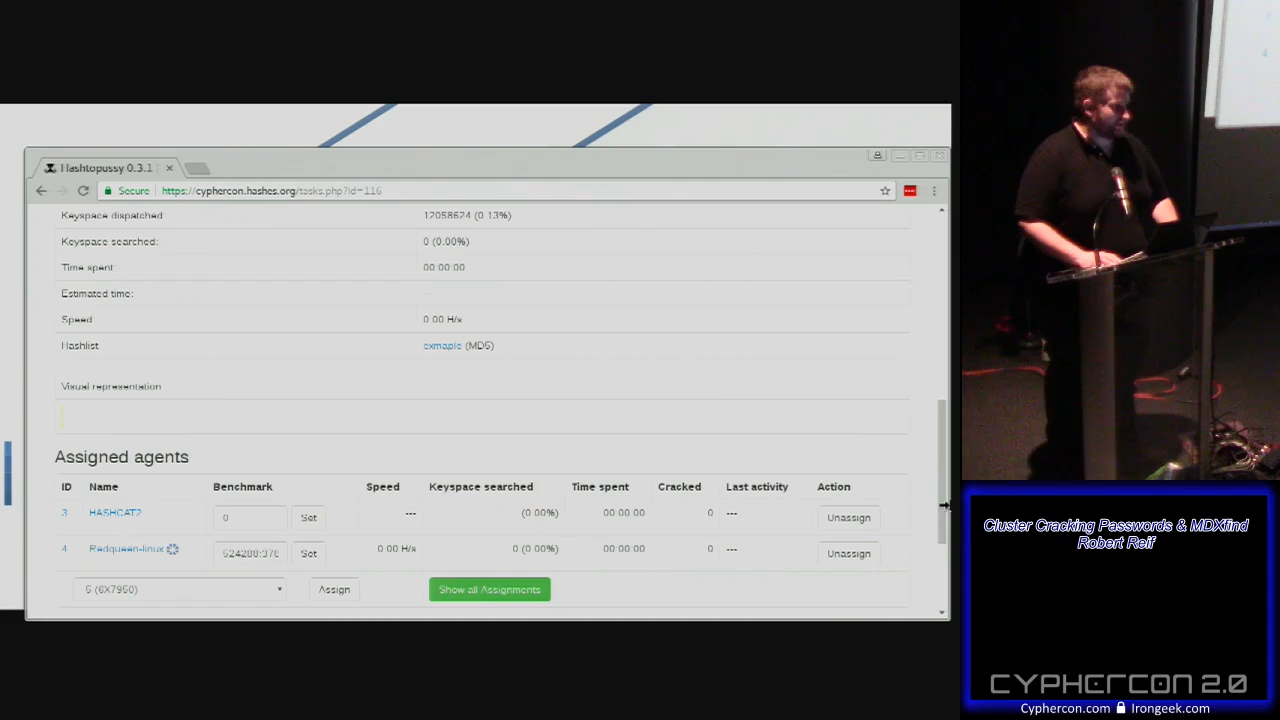 Hashtopussy 0.3.1
Secure https://cyphercon.hashes.org/tasks.php?id=116
Keyspace dispatched 12058624 (0.13%)
Keyspace searched: 0 (0.00%)
Time spent: 00:00:00
Estimated time: ---
Speed 0.00 H/s
Hashlist exmaple (MD5)
Visual representation
Assigned agents
ID Name Benchmark Speed Keyspace searched Time spent Cracked Last activity Action
3 HASHCAT2 0 Set --- (0.00%) 00:00:00 0 --- Unassign
4 Redqueen-linux 524288:378 Set 0.00 H/s 0 (0.00%) 00:00:00 0 --- Unassign
5 (6X7950) Assign Show all Assignments
Cluster Cracking Passwords & MDXfind
Robert Reif
CYPHERCON 2.0
Cyphercon.com Irongeek.com